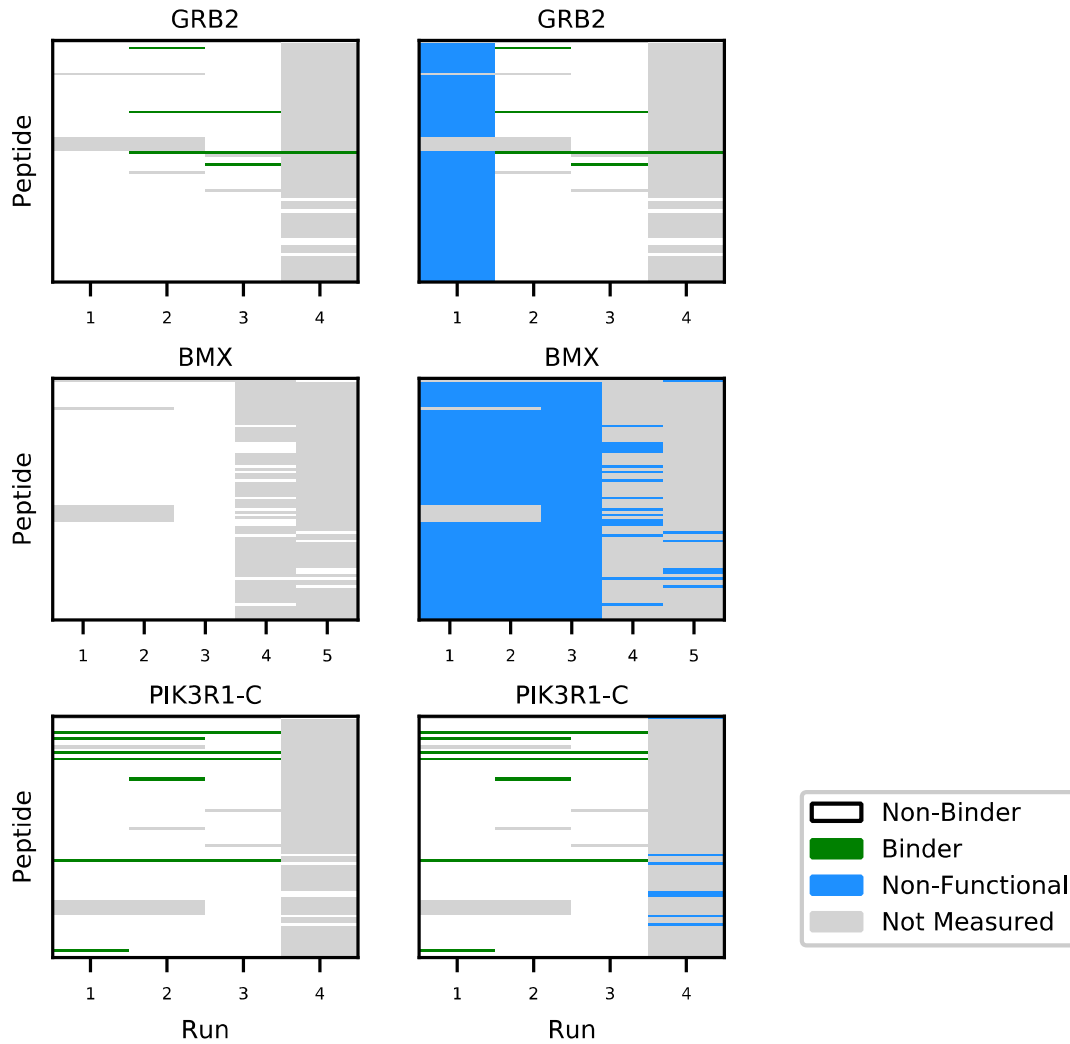 GRB2
GRB2
Peptide
1 2 3 4
1 2 3 4
BMX
BMX
Peptide
1 2 3 4 5
1 2 3 4 5
PIK3R1-C
PIK3R1-C
Peptide
1 2 3 4
1 2 3 4
Run
Run
Non-Binder
Binder
Non-Functional
Not Measured